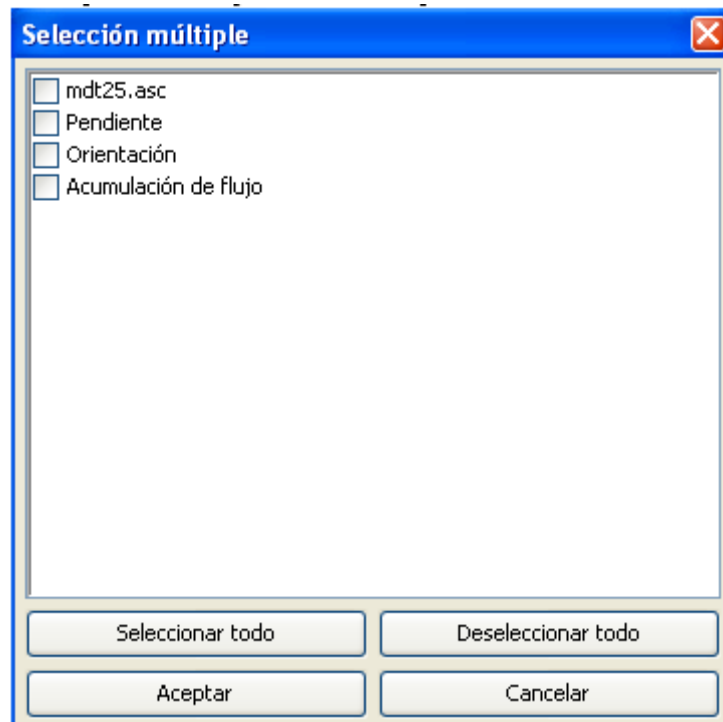 Selección múltiple
mdt25.asc
Pendiente
Orientación
Acumulación de flujo
Seleccionar todo
Deseleccionar todo
Aceptar
Cancelar